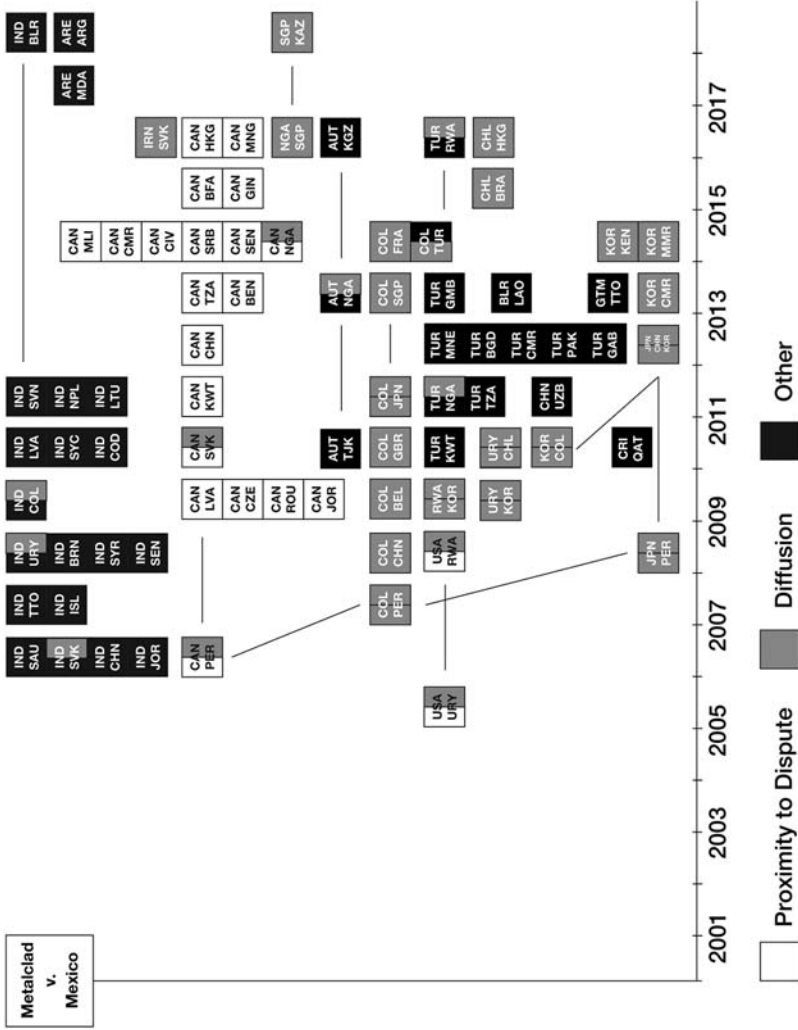 Metalclad
v.
Mexico
IND
SAU
IND
SVK
IND
CHN
IND
JOR
IND
TTO
IND
ISL
IND
URY
IND
BRN
IND
SYR
IND
SEN
IND
COL
IND
LVA
IND
SYC
IND
COD
IND
SVN
IND
NPL
IND
LTU
IND
BLR
ARE
MDA
ARE
ARG
CAN
PER
CAN
LVA
CAN
CZE
CAN
ROU
CAN
JOR
CAN
SVK
CAN
KWT
CAN
CHN
CAN
TZA
CAN
BEN
CAN
MLI
CAN
CMR
CAN
CIV
CAN
SRB
CAN
SEN
CAN
NGA
CAN
BFA
CAN
GIN
IRN
SVK
CAN
HKG
CAN
MNG
NGA
SGP
SGP
KAZ
AUT
TJK
AUT
NGA
AUT
KGZ
COL
PER
COL
CHN
COL
BEL
COL
GBR
COL
JPN
COL
SGP
COL
FRA
COL
TUR
USA
URY
USA
RWA
RWA
KOR
TUR
KWT
TUR
NGA
TUR
TZA
TUR
MNE
TUR
BGD
TUR
CMR
TUR
PAK
TUR
GAB
TUR
GMB
TUR
RWA
URY
KOR
URY
CHL
BLR
LAO
CHL
BRA
CHL
HKG
KOR
COL
CHN
UZB
GTM
TTO
CRI
QAT
JPN
PER
JPN
CHN
KOR
KOR
CMR
KOR
KEN
KOR
MMR
2001 2003 2005 2007 2009 2011 2013 2015 2017
Proximity to Dispute Diffusion Other